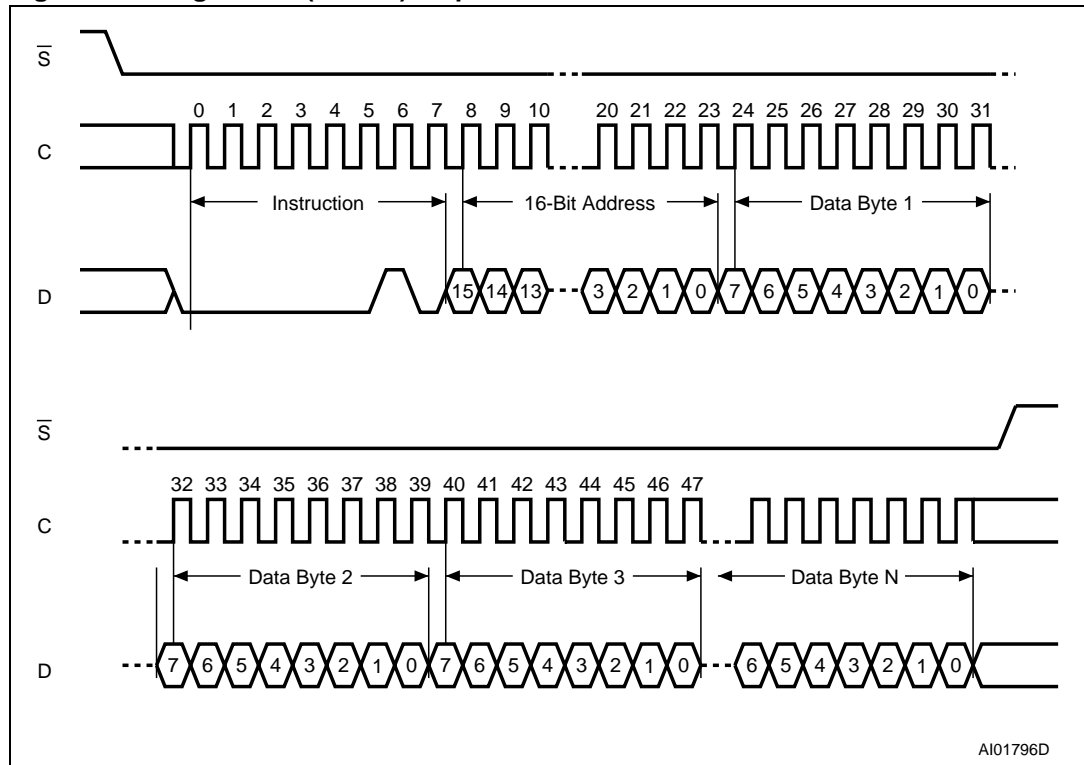 S
0 1 2 3 4 5 6 7 8 9 10 20 21 22 23 24 25 26 27 28 29 30 31
C
Instruction 16-Bit Address Data Byte 1
D 15 14 13 3 2 1 0 7 6 5 4 3 2 1 0
S
32 33 34 35 36 37 38 39 40 41 42 43 44 45 46 47
C
Data Byte 2 Data Byte 3 Data Byte N
D 7 6 5 4 3 2 1 0 7 6 5 4 3 2 1 0 6 5 4 3 2 1 0
AI01796D